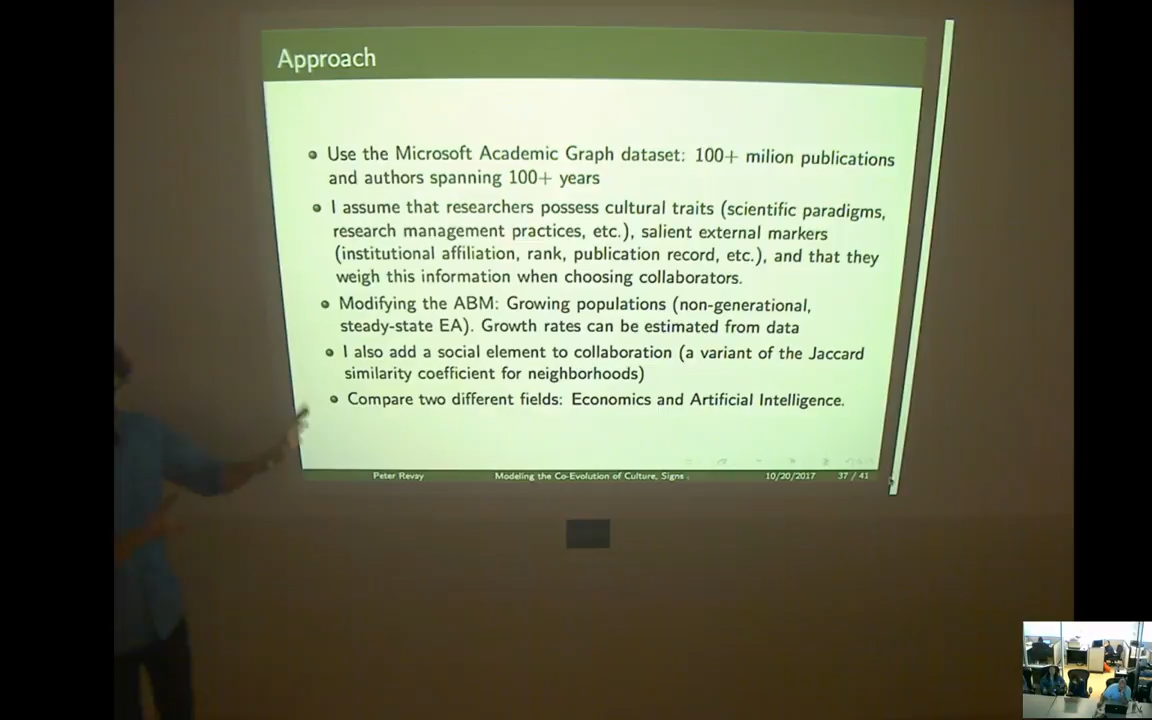 Approach
Use the Microsoft Academic Graph dataset: 100+ milion publications
and authors spanning 100+ years
I assume that researchers possess cultural traits (scientific paradigms,
research management practices, etc.), salient external markers
(institutional affiliation, rank, publication record, etc.), and that they
weigh this information when choosing collaborators.
Modifying the ABM: Growing populations (non-generational,
steady-state EA). Growth rates can be estimated from data
I also add a social element to collaboration (a variant of the Jaccard
similarity coefficient for neighborhoods)
Compare two different fields: Economics and Artificial Intelligence.
Peter Revay Modeling the Co-Evolution of Culture, Signs 10/20/2017 37 / 41